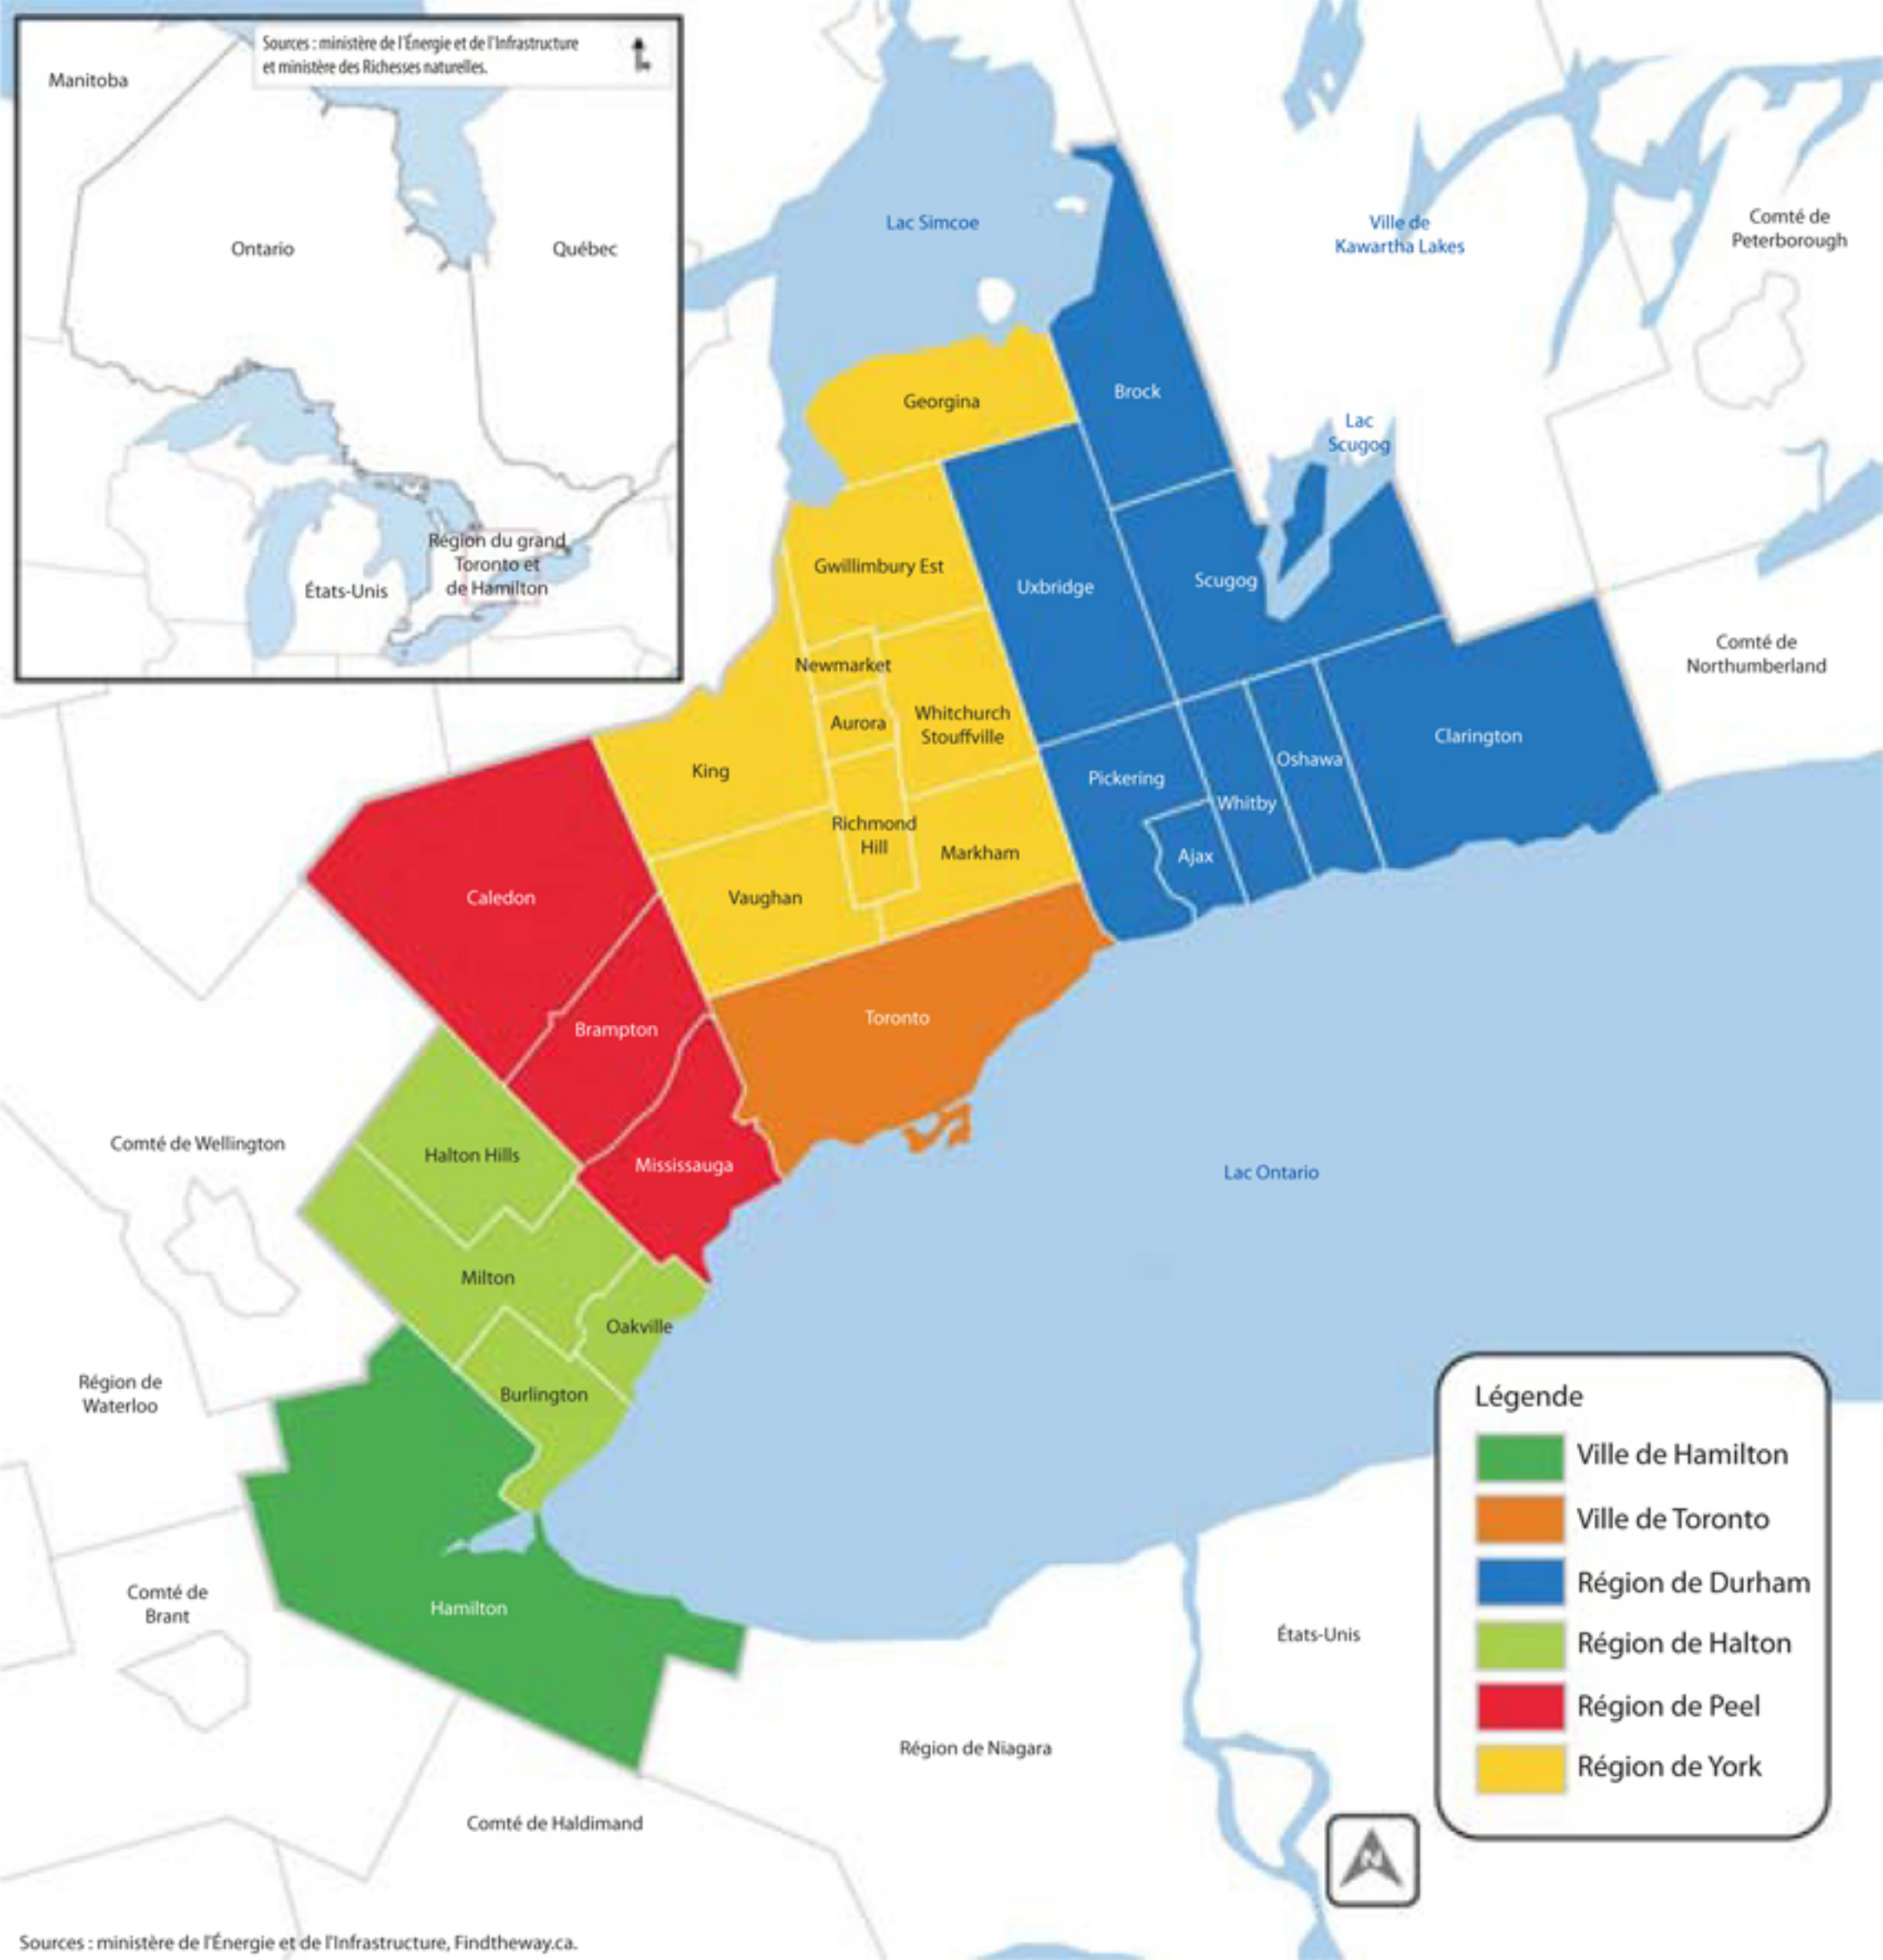 Sources : ministère de l'Énergie et de l'Infrastructure
et ministère des Richesses naturelles.
Manitoba
Ontario
Québec
Région du grand
Toronto et
de Hamilton
États-Unis
Lac Simcoe
Ville de
Kawartha Lakes
Comté de
Peterborough
Georgina
Brock
Lac
Scugog
Gwillimbury Est
Uxbridge
Scugog
Newmarket
Comté de
Northumberland
Aurora
Whitchurch
Stouffville
Clarington
King
Pickering
Oshawa
Whitby
Richmond
Hill
Markham
Ajax
Caledon
Vaughan
Toronto
Brampton
Comté de Wellington
Halton Hills
Mississauga
Lac Ontario
Milton
Oakville
Région de
Waterloo
Burlington
Comté de
Brant
Hamilton
États-Unis
Région de Niagara
Comté de Haldimand
Légende
Ville de Hamilton
Ville de Toronto
Région de Durham
Région de Halton
Région de Peel
Région de York
N
Sources : ministère de l'Énergie et de l'Infrastructure, Findtheway.ca.